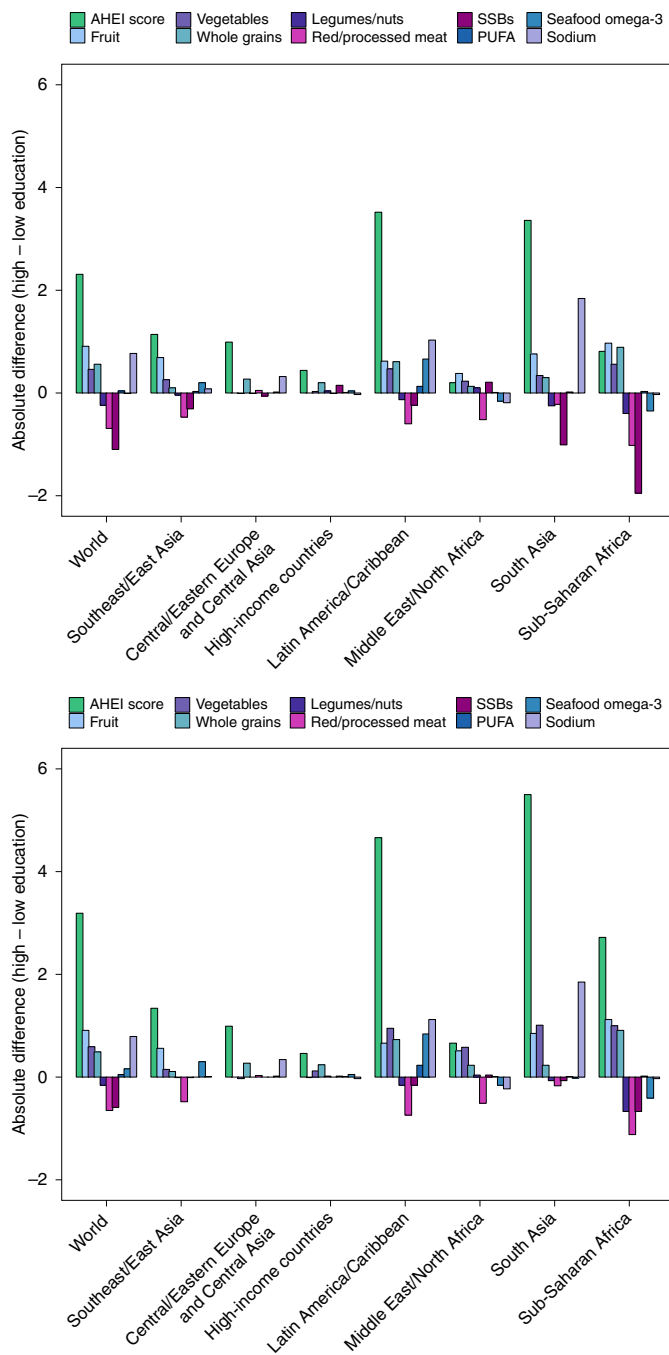 AHEI score Vegetables Legumes/nuts SSBs Seafood omega-3
Fruit Whole grains Red/processed meat PUFA Sodium
Absolute difference (high – low education)
6
4
2
0
–2
World
Southeast/East Asia
Central/Eastern Europe
and Central Asia
High-income countries
Latin America/Caribbean
Middle East/North Africa
South Asia
Sub-Saharan Africa
AHEI score Vegetables Legumes/nuts SSBs Seafood omega-3
Fruit Whole grains Red/processed meat PUFA Sodium
Absolute difference (high – low education)
6
4
2
0
–2
World
Southeast/East Asia
Central/Eastern Europe
and Central Asia
High-income countries
Latin America/Caribbean
Middle East/North Africa
South Asia
Sub-Saharan Africa